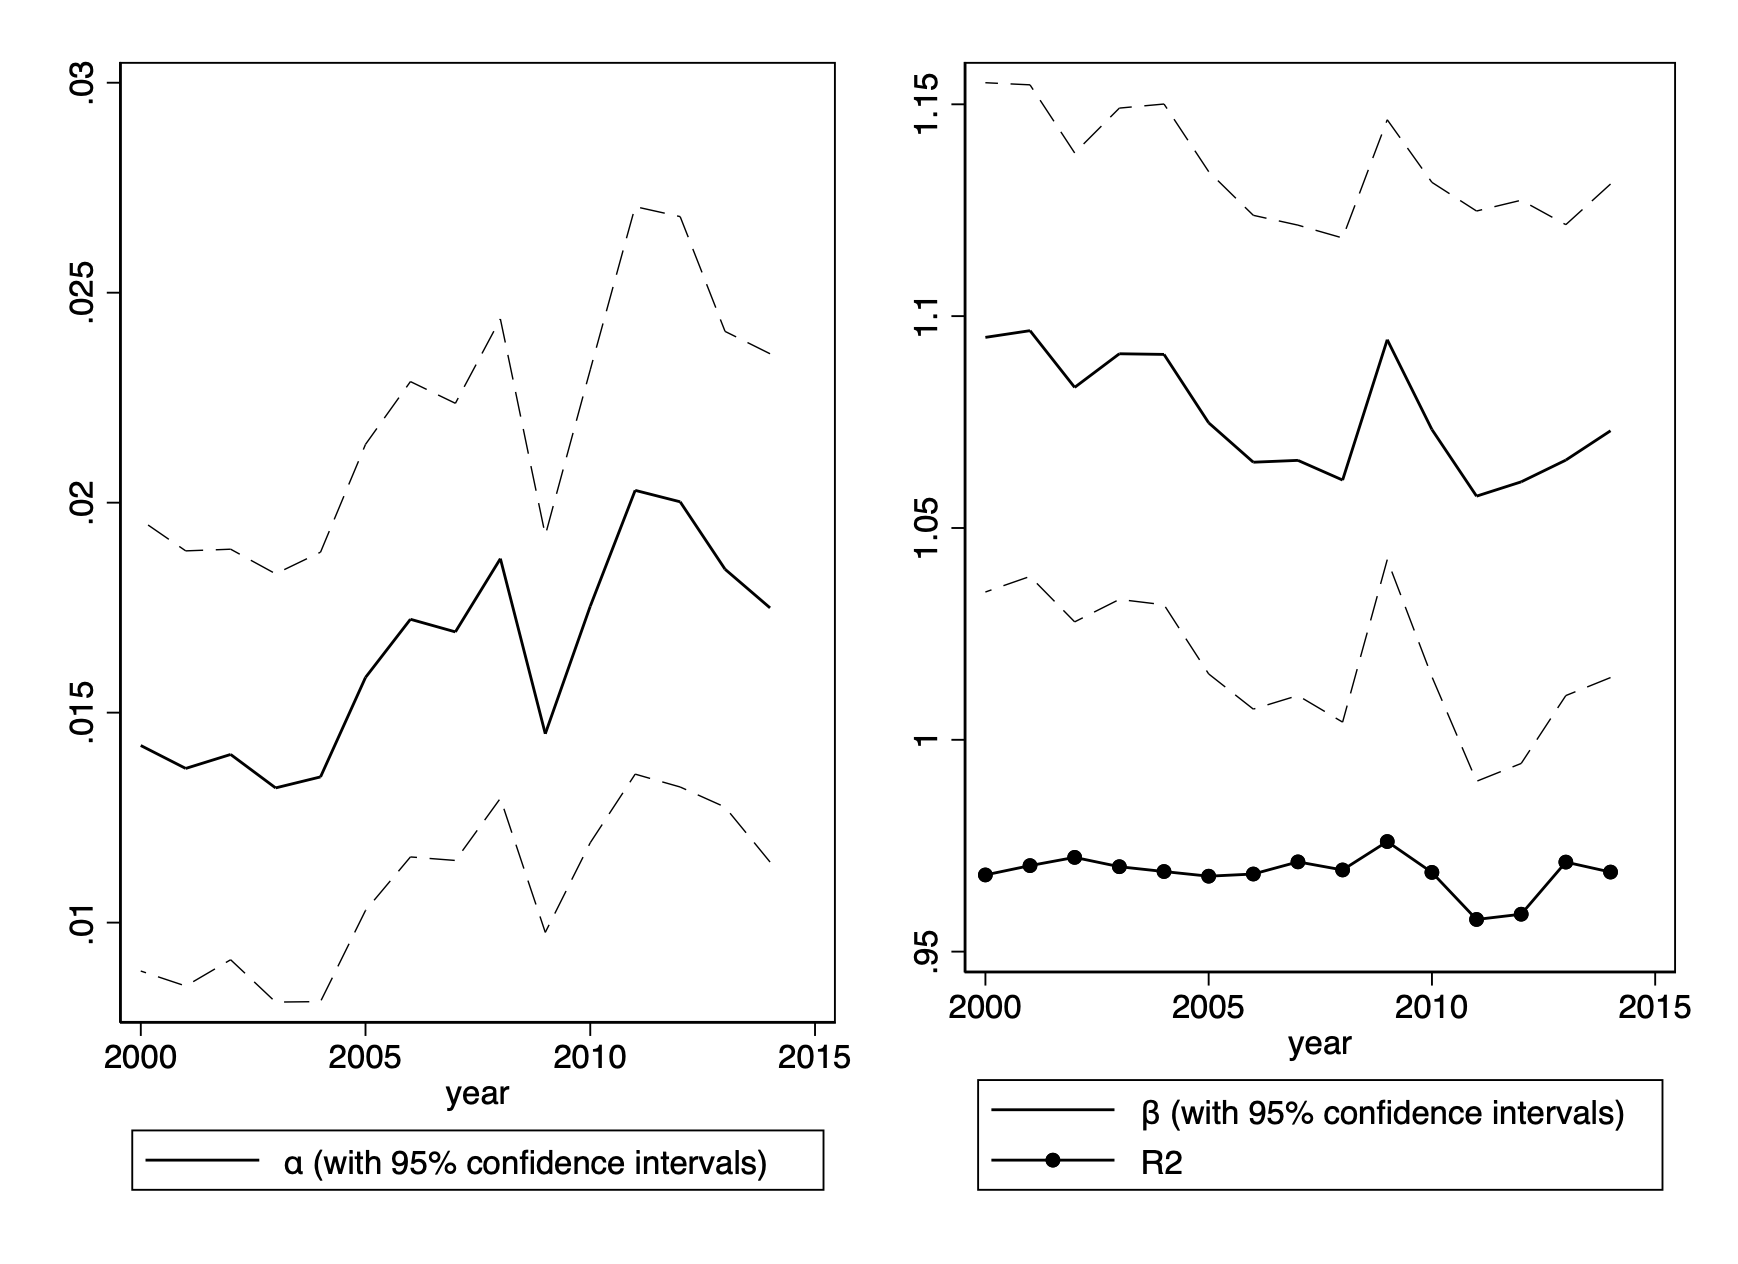 .03
.025
.02
.015
.01
2000 2005 2010 2015
year
α (with 95% confidence intervals)
1.15
1.1
1.05
1
.95
2000 2005 2010 2015
year
β (with 95% confidence intervals)
R2